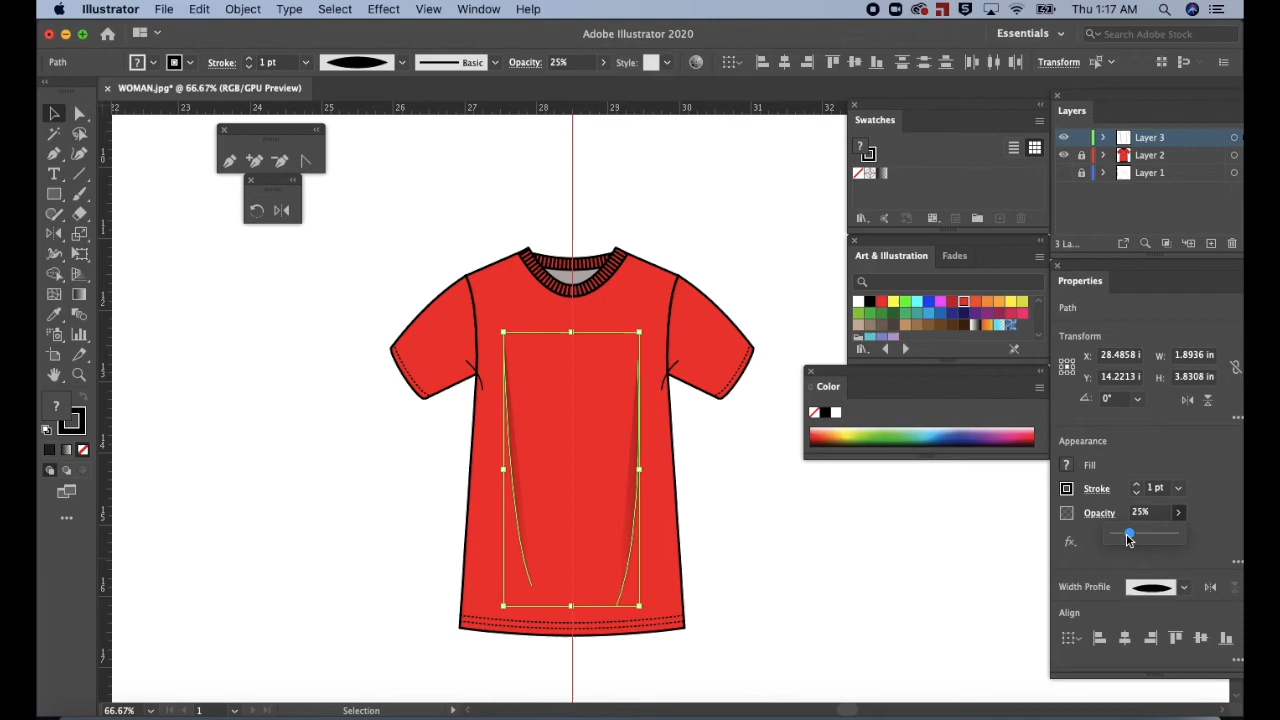 Illustrator File Edit Object Type Select Effect View Window Help Thu 1:17 AM
Adobe Illustrator 2020 Essentials Search Adobe Stock
Path ? Stroke: 1 pt Basic Opacity: 25% Style: Transform
× WOMAN.jpg* @ 66.67% (RGB/GPU Preview)
22 23 24 25 26 27 28 29 30 31 32
Swatches
Layers
Layer 3
Layer 2
Layer 1
3 La...
Art & Illustration Fades
Properties
Path
Transform
X: 28.4858 i W: 1.8936 in
Y: 14.2213 i H: 3.8308 in
0°
Color
Appearance
? Fill
Stroke 1 pt
Opacity 25%
fx.
Width Profile
Align
66.67% 1 Selection